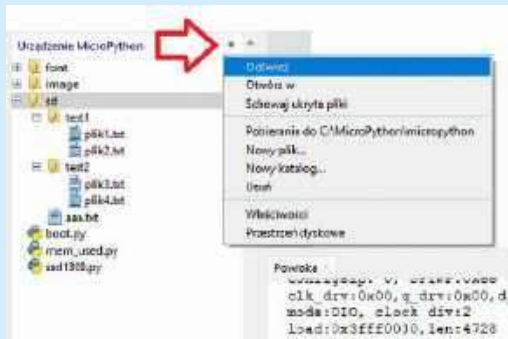 Urządzenie MicroPython
font
image
sd
test1
plik1.txt
plik2.txt
test2
plik3.txt
plik4.txt
aaa.txt
boot.py
mem_used.py
ssd1306.py
Odśwież
Otwórz w
Schowaj ukryte pliki
Pobieranie do C:\MicroPython\micropython
Nowy plik...
Nowy katalog...
Usuń
Właściwości
Przestrzeń dyskowe
Powłoka
clk_drv:0x00,q_drv:0x00,d
mode:DIO, clock div:2
load:0x3fff0030,len:4728